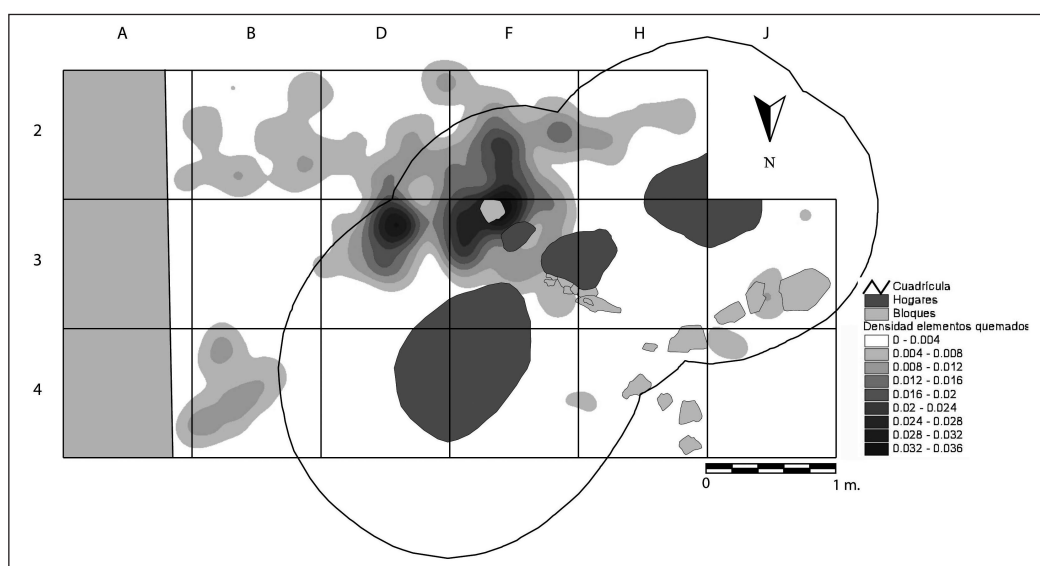 A B D F H J
2
3
4
N
Cuadrícula
Hogares
Bloques
Densidad elementos quemados
0 - 0.004
0.004 - 0.008
0.008 - 0.012
0.012 - 0.016
0.016 - 0.02
0.02 - 0.024
0.024 - 0.028
0.028 - 0.032
0.032 - 0.036
0 1 m.